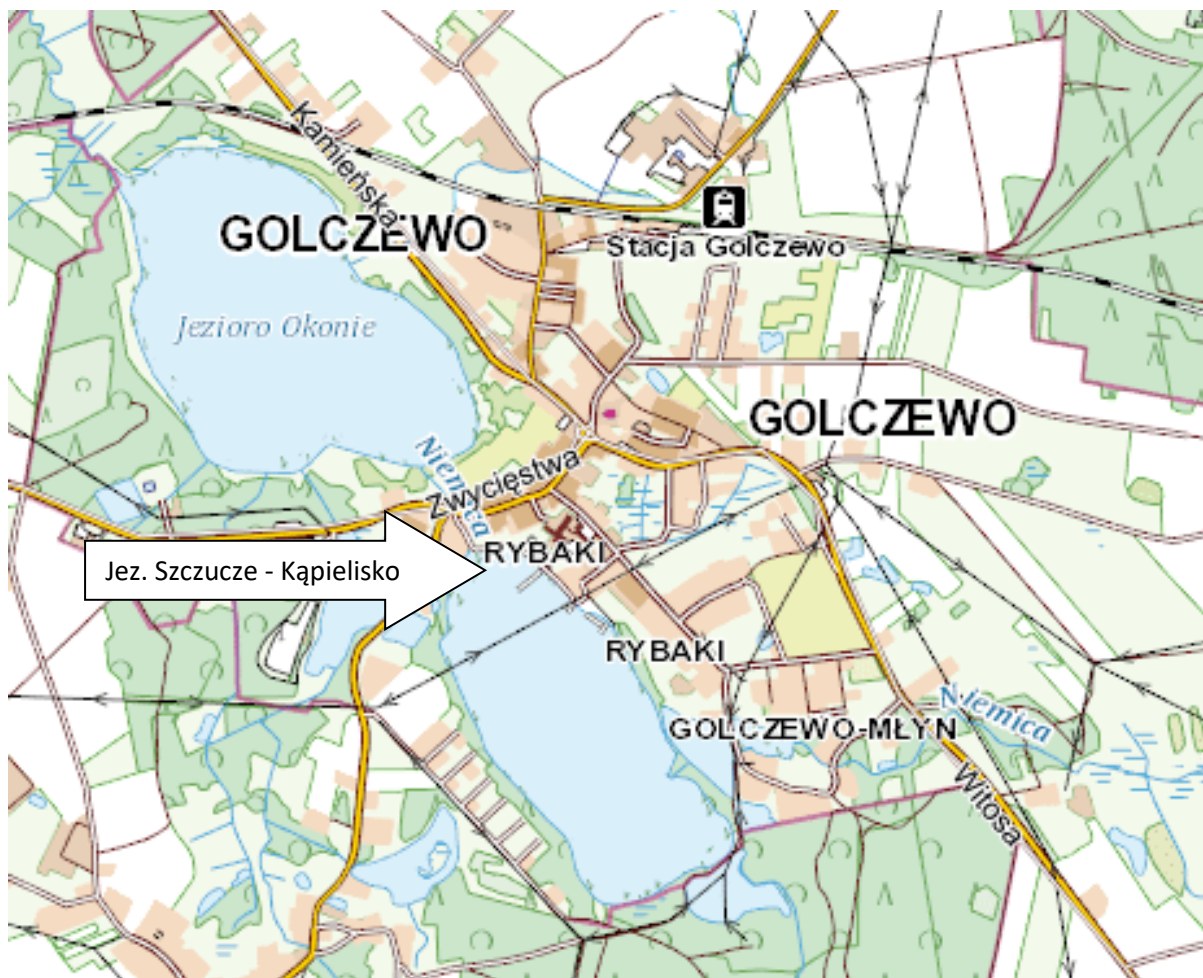 Kamieńska
GOLCZEWO
Stacja Golczewo
Jezioro Okonie
GOLCZEWO
Niemica
Zwycięstwa
RYBAKI
Jez. Szczucze - Kąpielisko
RYBAKI
Niemica
GOLCZEWO-MŁYN
Witosa